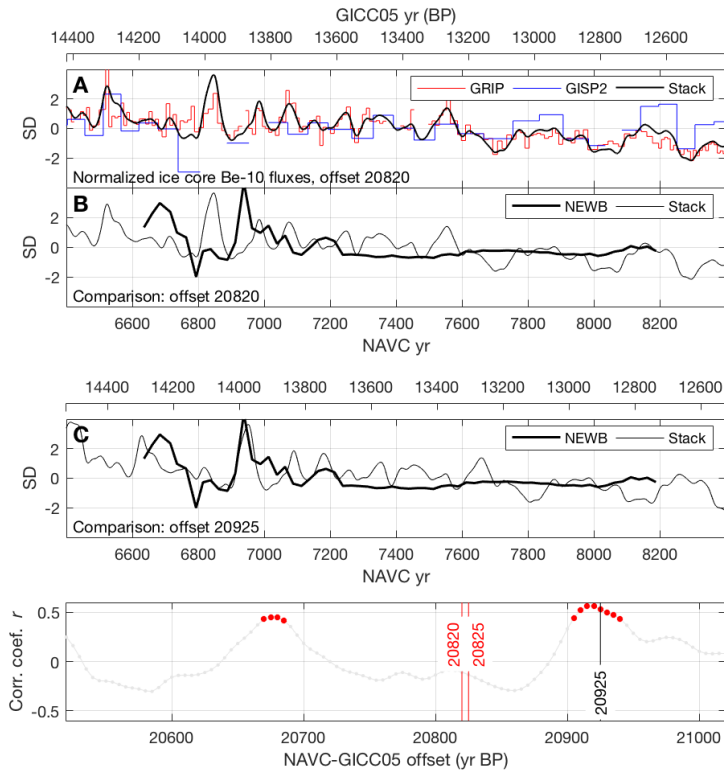 GICC05 yr (BP)
14400 14200 14000 13800 13600 13400 13200 13000 12800 12600
A
GRIP GISP2 Stack
2
0
-2
SD
Normalized ice core Be-10 fluxes, offset 20820
B
NEWB Stack
2
0
-2
SD
Comparison: offset 20820
6600 6800 7000 7200 7400 7600 7800 8000 8200
NAVC yr
14400 14200 14000 13800 13600 13400 13200 13000 12800 12600
C
NEWB Stack
2
0
-2
SD
Comparison: offset 20925
6600 6800 7000 7200 7400 7600 7800 8000 8200
NAVC yr
0.5
0
-0.5
Corr. coef. r
20820
20825
20925
20600 20700 20800 20900 21000
NAVC-GICC05 offset (yr BP)